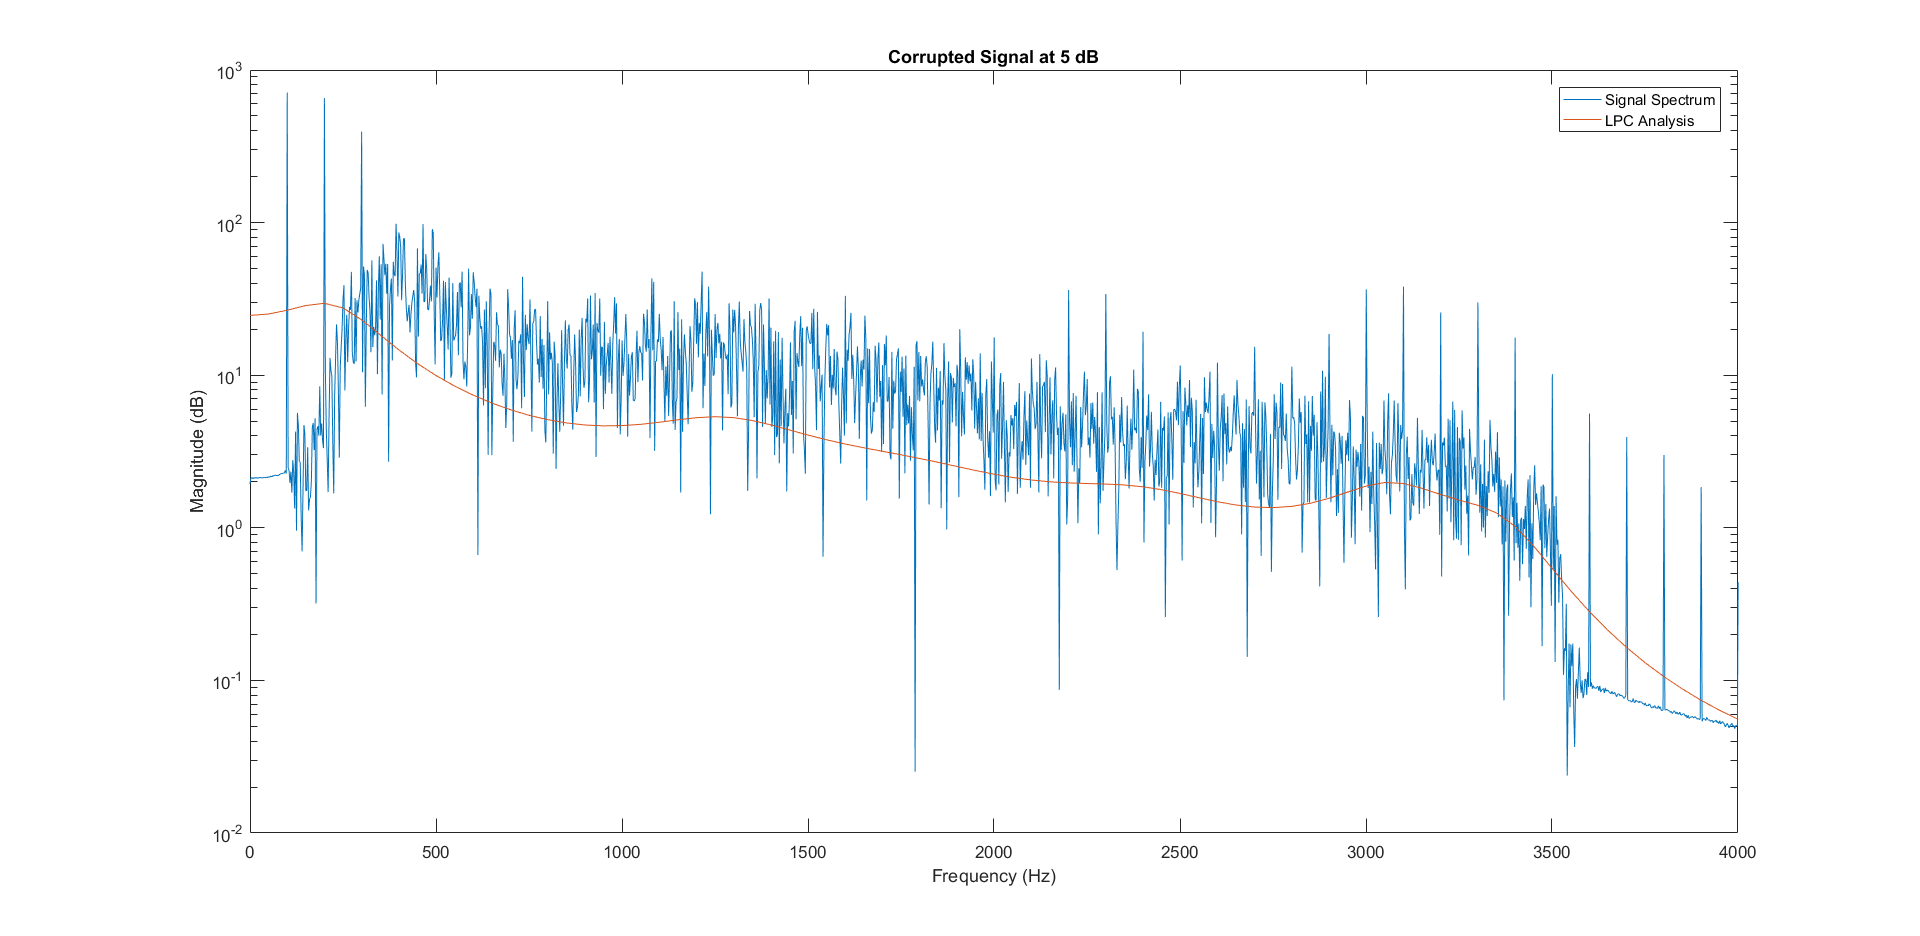 Corrupted Signal at 5 dB
Signal Spectrum
LPC Analysis
Magnitude (dB)
10^3
10^2
10^1
10^0
10^-1
10^-2
0 500 1000 1500 2000 2500 3000 3500 4000
Frequency (Hz)